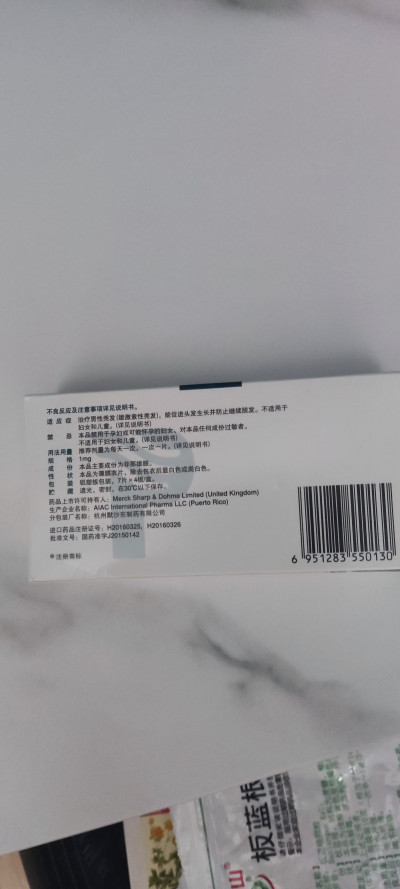 不良反应及注意事项详见说明书。
适 应 症 治疗男性秃发(雄激素性秃发),能促进头发生长并防止继续脱发。不适用于
妇女和儿童。(详见说明书)
禁 忌 本品禁用于孕妇或可能怀孕的妇女、对本品任何成份过敏者。
不适用于妇女和儿童。(详见说明书)
用法用量 推荐剂量为每天一次,一次一片。(详见说明书)
规 格 1mg
成 份 本品主要成份为非那雄胺。
性 状 本品为薄膜衣片,除去包衣后显白色或类白色。
包 装 铝塑板包装,7片×4板/盒。
贮 藏 遮光,密封,在30℃以下保存。
药品上市许可持有人:Merck Sharp & Dohme Limited (United Kingdom)
生产企业名称:AIAC International Pharma LLC (Puerto Rico)
分包装厂名称:杭州默沙东制药有限公司
进口药品注册证号:H20160325, H20160326
批准文号:国药准字J20150142
®注册商标
6 951283 550130
山
板蓝根